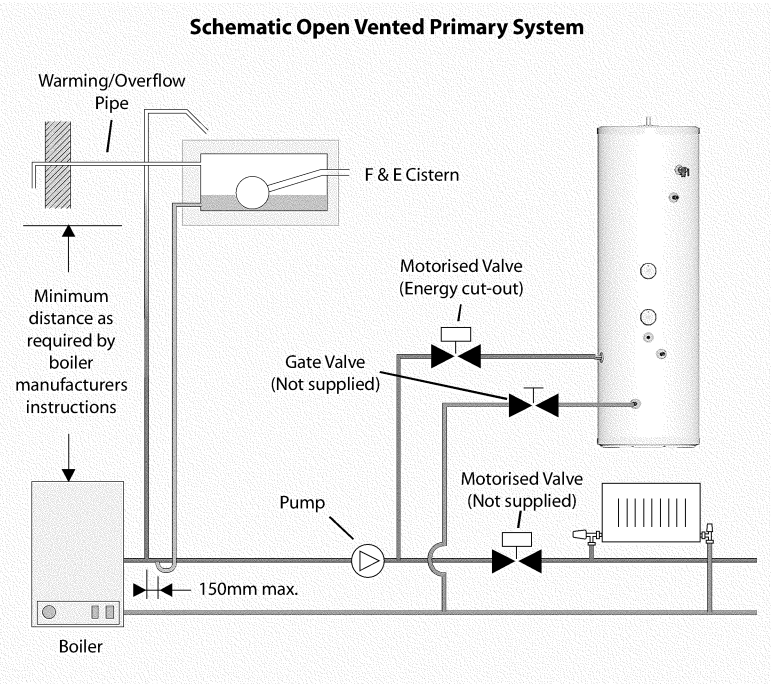 Schematic Open Vented Primary System
Warming/Overflow
Pipe
F & E Cistern
Minimum
distance as
required by
boiler
manufacturers
instructions
Motorised Valve
(Energy cut-out)
Gate Valve
(Not supplied)
Motorised Valve
(Not supplied)
Pump
150mm max.
Boiler